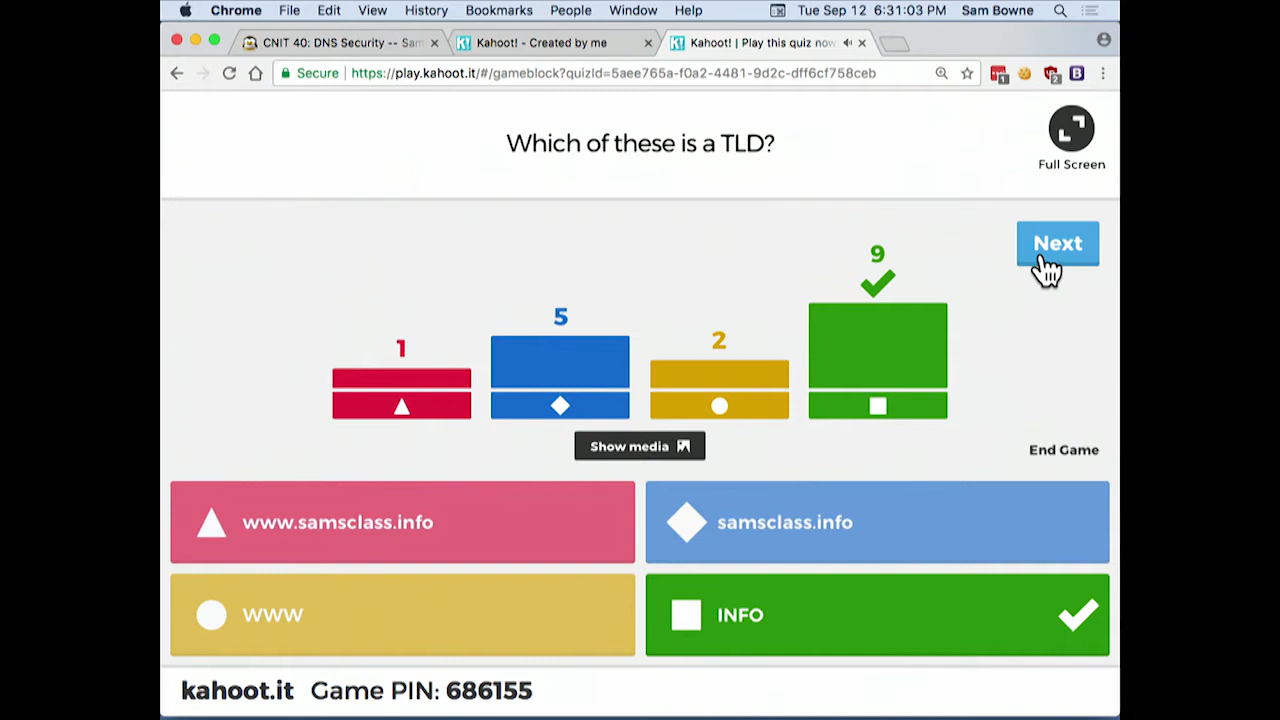 Chrome File Edit View History Bookmarks People Window Help Tue Sep 12 6:31:03 PM Sam Bowne
CNIT 40: DNS Security -- Sam
Kahoot! - Created by me
Kahoot! | Play this quiz now
Secure https://play.kahoot.it/#/gameblock?quizId=5aee765a-f0a2-4481-9d2c-dff6cf758ceb
1
2
B
Which of these is a TLD?
Full Screen
Next
1
5
2
9
Show media
End Game
www.samsclass.info
samsclass.info
WWW
INFO
kahoot.it Game PIN: 686155